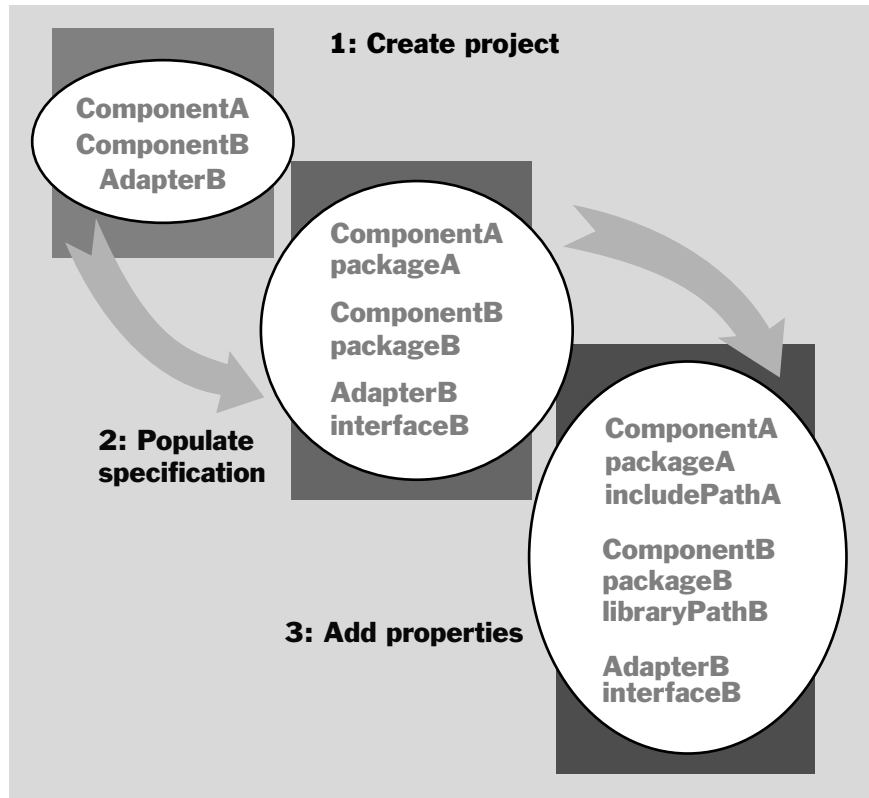 1: Create project
ComponentA
ComponentB
AdapterB
ComponentA
packageA
ComponentB
packageB
AdapterB
interfaceB
2: Populate
specification
ComponentA
packageA
includePathA
ComponentB
packageB
libraryPathB
AdapterB
interfaceB
3: Add properties